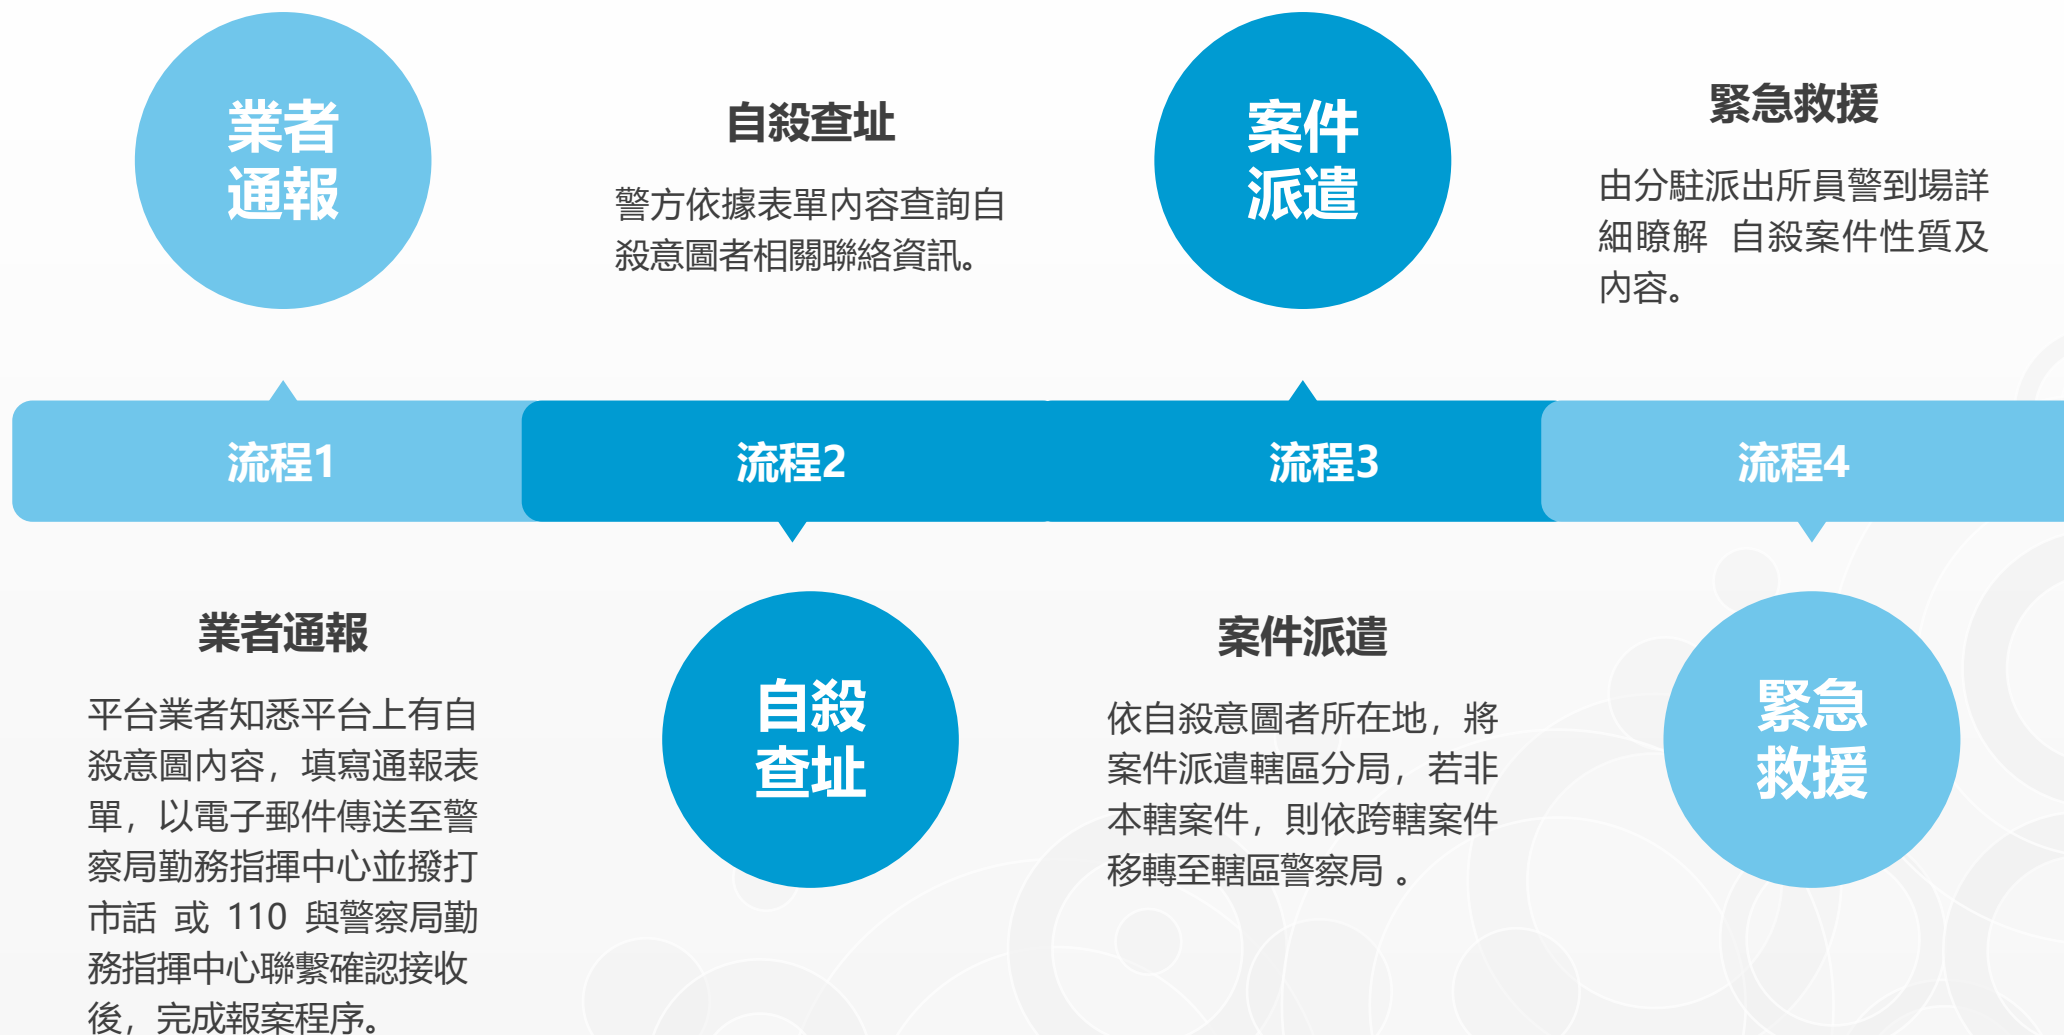 業者
通報
自殺查址
警方依據表單內容查詢自
殺意圖者相關聯絡資訊。
案件
派遣
緊急救援
由分駐派出所員警到場詳
細瞭解 自殺案件性質及
內容。
流程1
流程2
流程3
流程4
業者通報
平台業者知悉平台上有自
殺意圖內容，填寫通報表
單，以電子郵件傳送至警
察局勤務指揮中心並撥打
市話 或 110 與警察局勤
務指揮中心聯繫確認接收
後，完成報案程序。
自殺
查址
案件派遣
依自殺意圖者所在地，將
案件派遣轄區分局，若非
本轄案件，則依跨轄案件
移轉至轄區警察局 。
緊急
救援